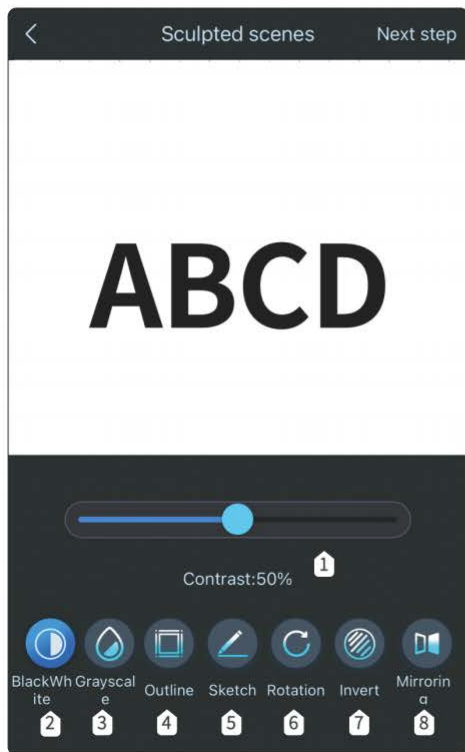 Sculpted scenes Next step
ABCD
1
Contrast:50%
BlackWh Grayscal Outline Sketch Rotation Invert Mirrorin
ite e g
2 3 4 5 6 7 8